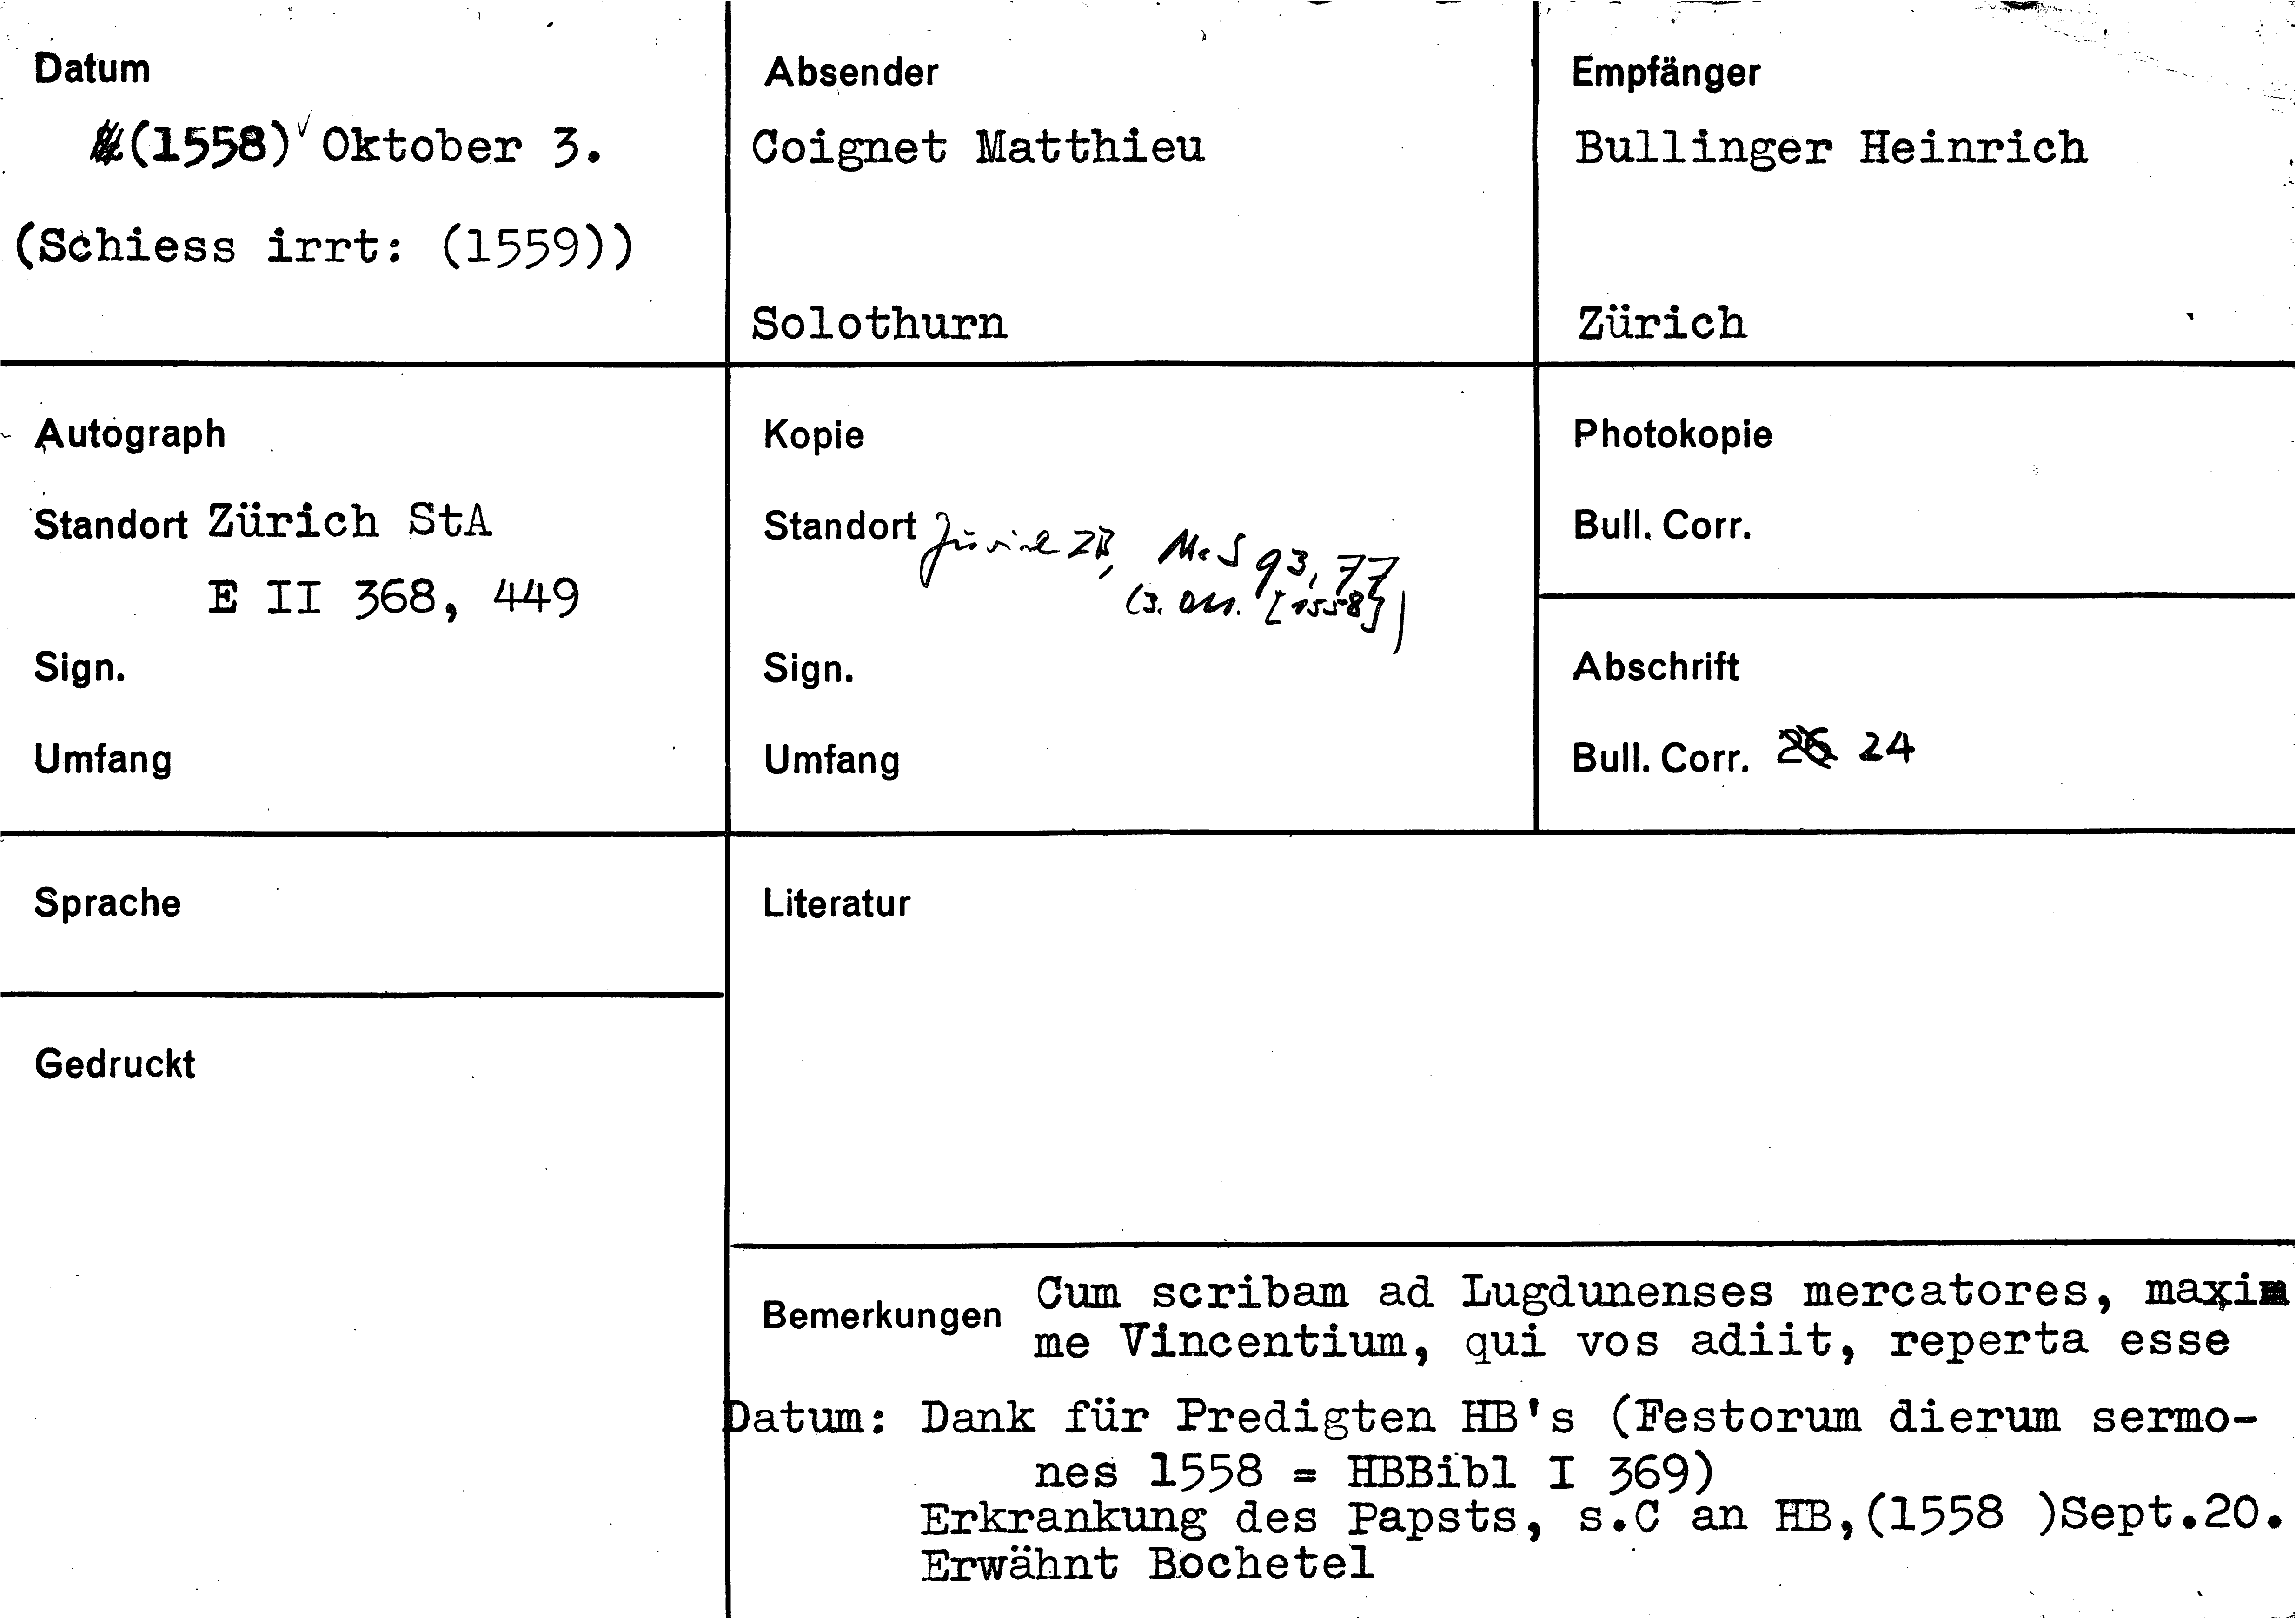 Datum
(1558) Oktober 3.
(Schiess irrt: (1559))
Absender
Coignet Matthieu
Solothurn
Empfänger
Bullinger Heinrich
Zürich
Autograph
Standort Zürich StA
E II 368, 449
Sign.
Umfang
Kopie
Standort Zürich ZB, Ms S 93, 77
(3. Okt. [1558])
Sign.
Umfang
Photokopie
Bull. Corr.
Abschrift
Bull. Corr. 26 24
Sprache
Gedruckt
Literatur
Bemerkungen Cum scribam ad Lugdunenses mercatores, maxi
me Vincentium, qui vos adiit, reperta esse
Datum: Dank für Predigten HB's (Festorum dierum sermo-
nes 1558 = HBBibl I 369)
Erkrankung des Papsts, s.C an HB,(1558 )Sept.20.
Erwähnt Bochetel